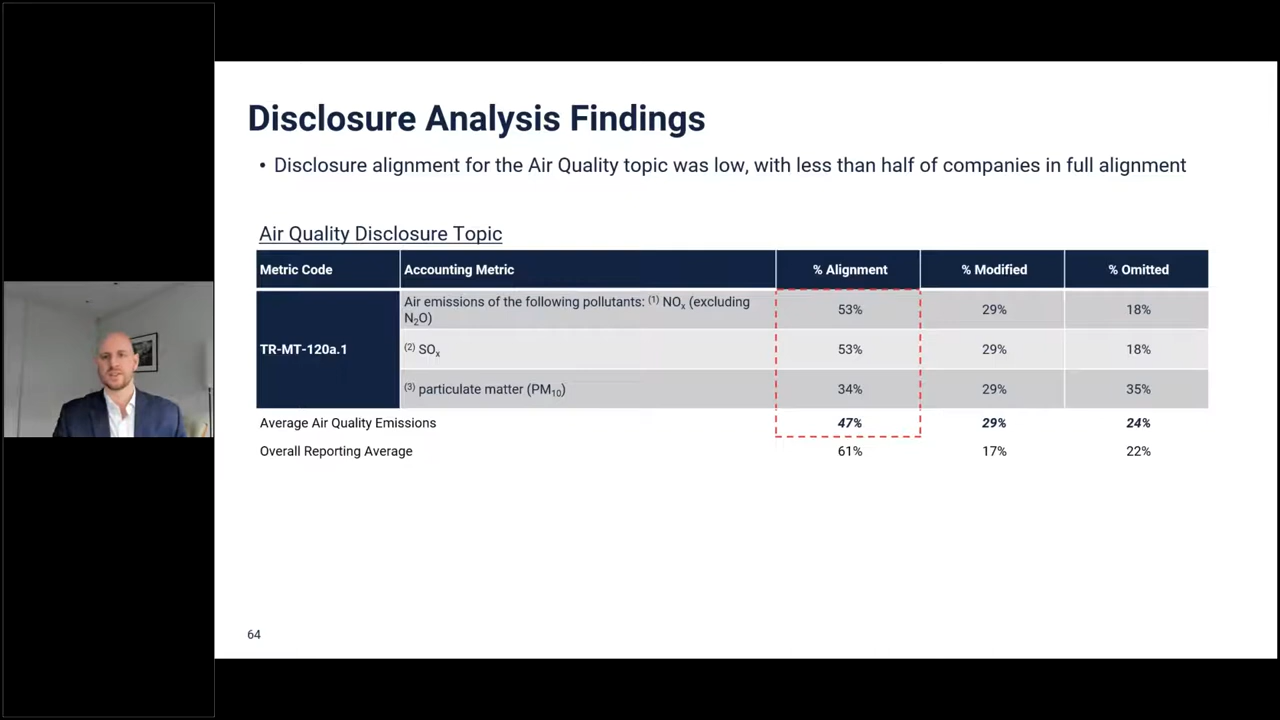 Disclosure Analysis Findings
• Disclosure alignment for the Air Quality topic was low, with less than half of companies in full alignment
Air Quality Disclosure Topic
Metric Code Accounting Metric % Alignment % Modified % Omitted
TR-MT-120a.1
Air emissions of the following pollutants: (1) NOx (excluding
N2O) 53% 29% 18%
(2) SOx 53% 29% 18%
(3) particulate matter (PM10) 34% 29% 35%
Average Air Quality Emissions 47% 29% 24%
Overall Reporting Average 61% 17% 22%
64